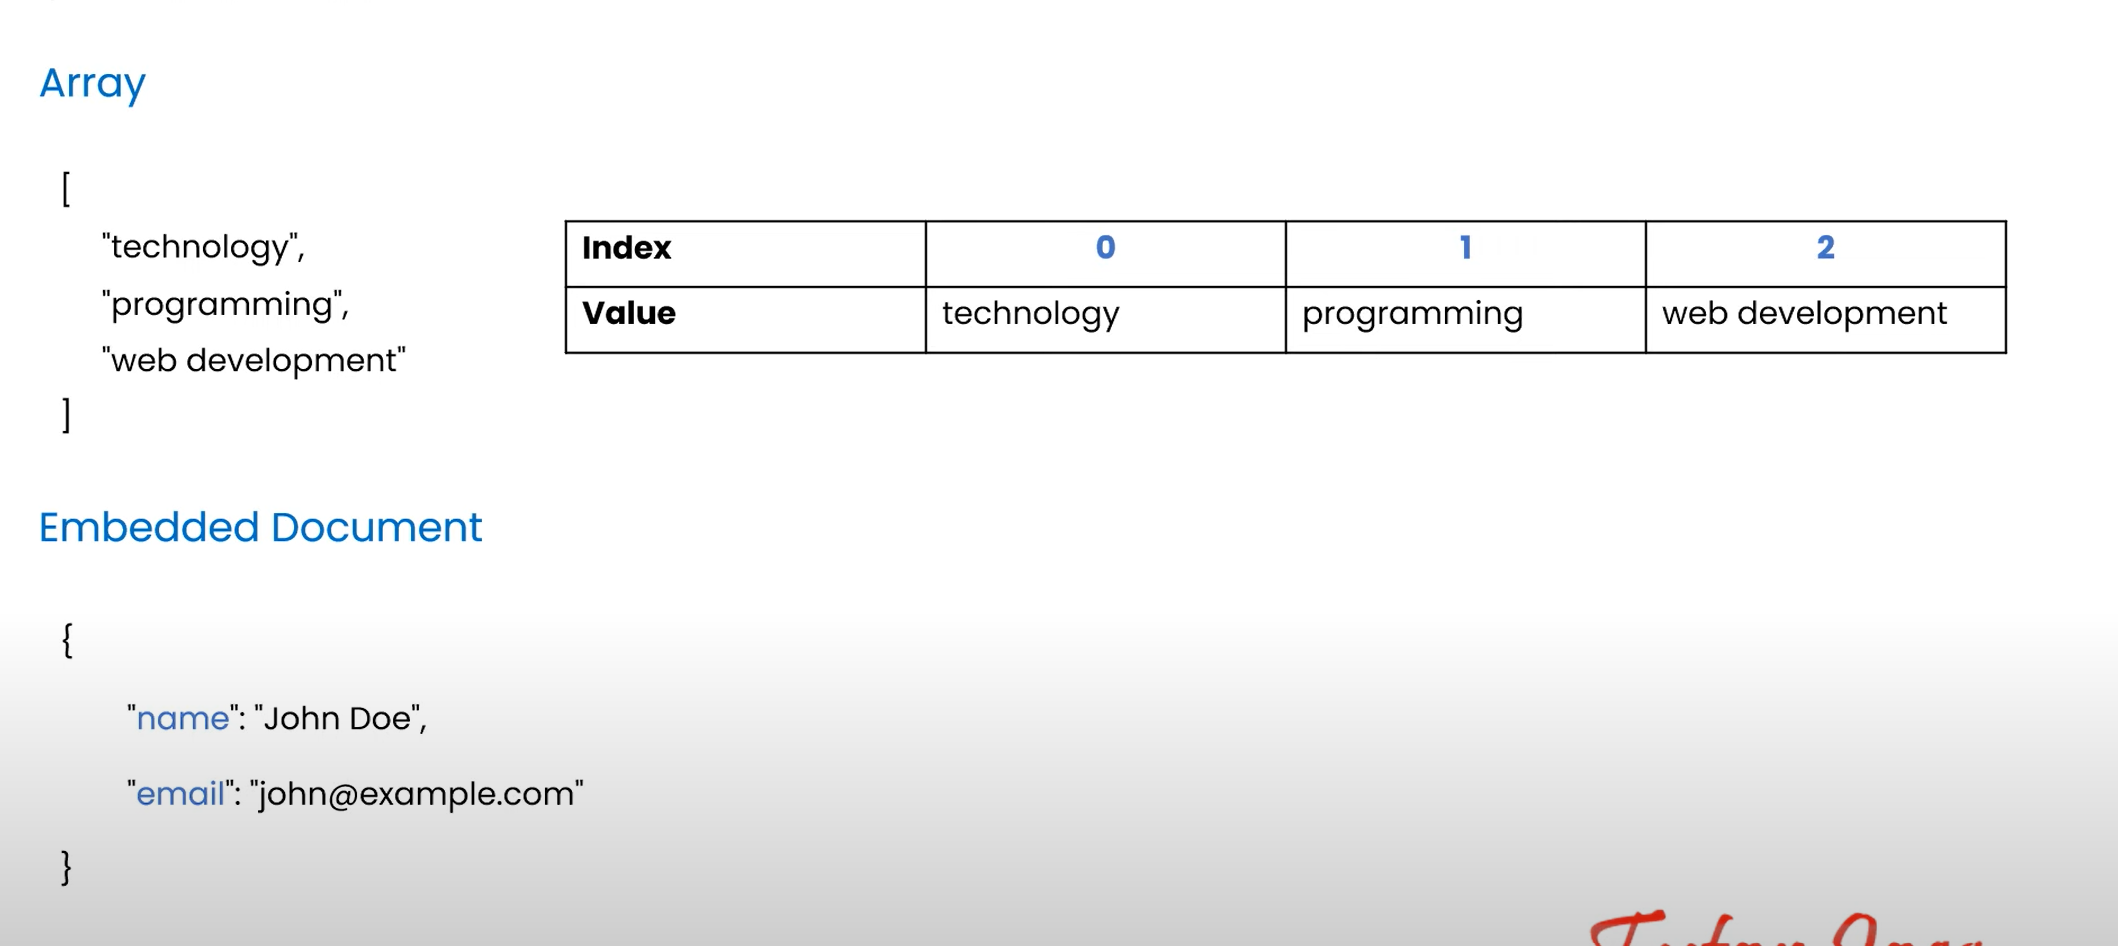 Array
[
"technology",
"programming",
"web development"
]
Index 0 1 2
Value technology programming web development
Embedded Document
{
"name": "John Doe",
"email": "john@example.com"
}